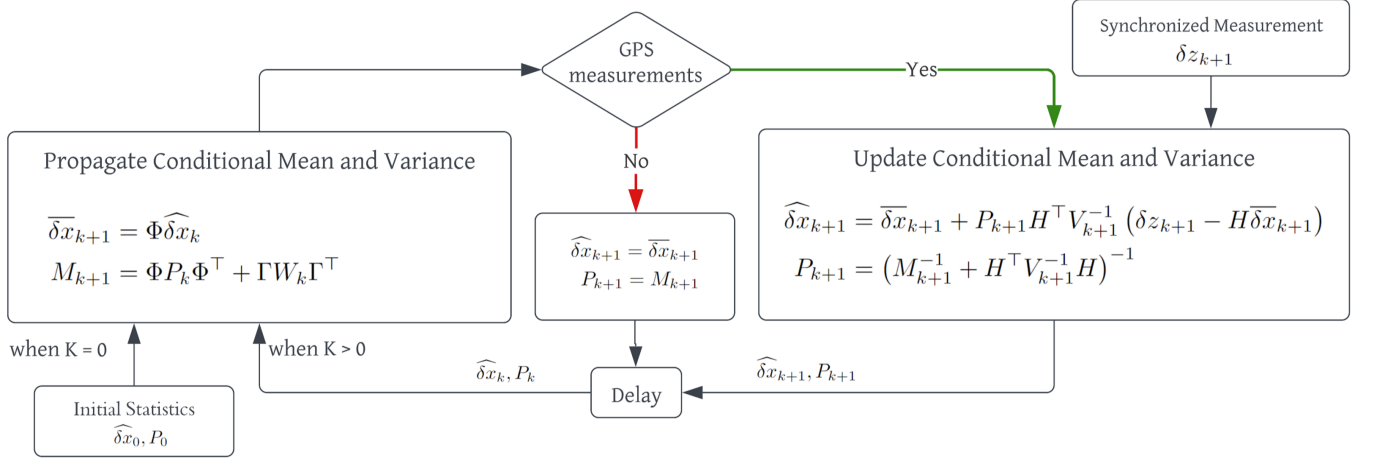 GPS
measurements
Yes
Synchronized Measurement
δz_{k+1}
Propagate Conditional Mean and Variance
\overline{δx}_{k+1} = Φ\widehat{δx}_k
M_{k+1} = ΦP_kΦ^⊤ + ΓW_kΓ^⊤
No
\widehat{δx}_{k+1} = \overline{δx}_{k+1}
P_{k+1} = M_{k+1}
Update Conditional Mean and Variance
\widehat{δx}_{k+1} = \overline{δx}_{k+1} + P_{k+1}H^⊤V_{k+1}^{-1}(δz_{k+1} − H\overline{δx}_{k+1})
P_{k+1} = (M_{k+1}^{-1} + H^⊤V_{k+1}^{-1}H)^{-1}
when K = 0
when K > 0
\widehat{δx}_k, P_k
Delay
\widehat{δx}_{k+1}, P_{k+1}
Initial Statistics
\widehat{δx}_0, P_0